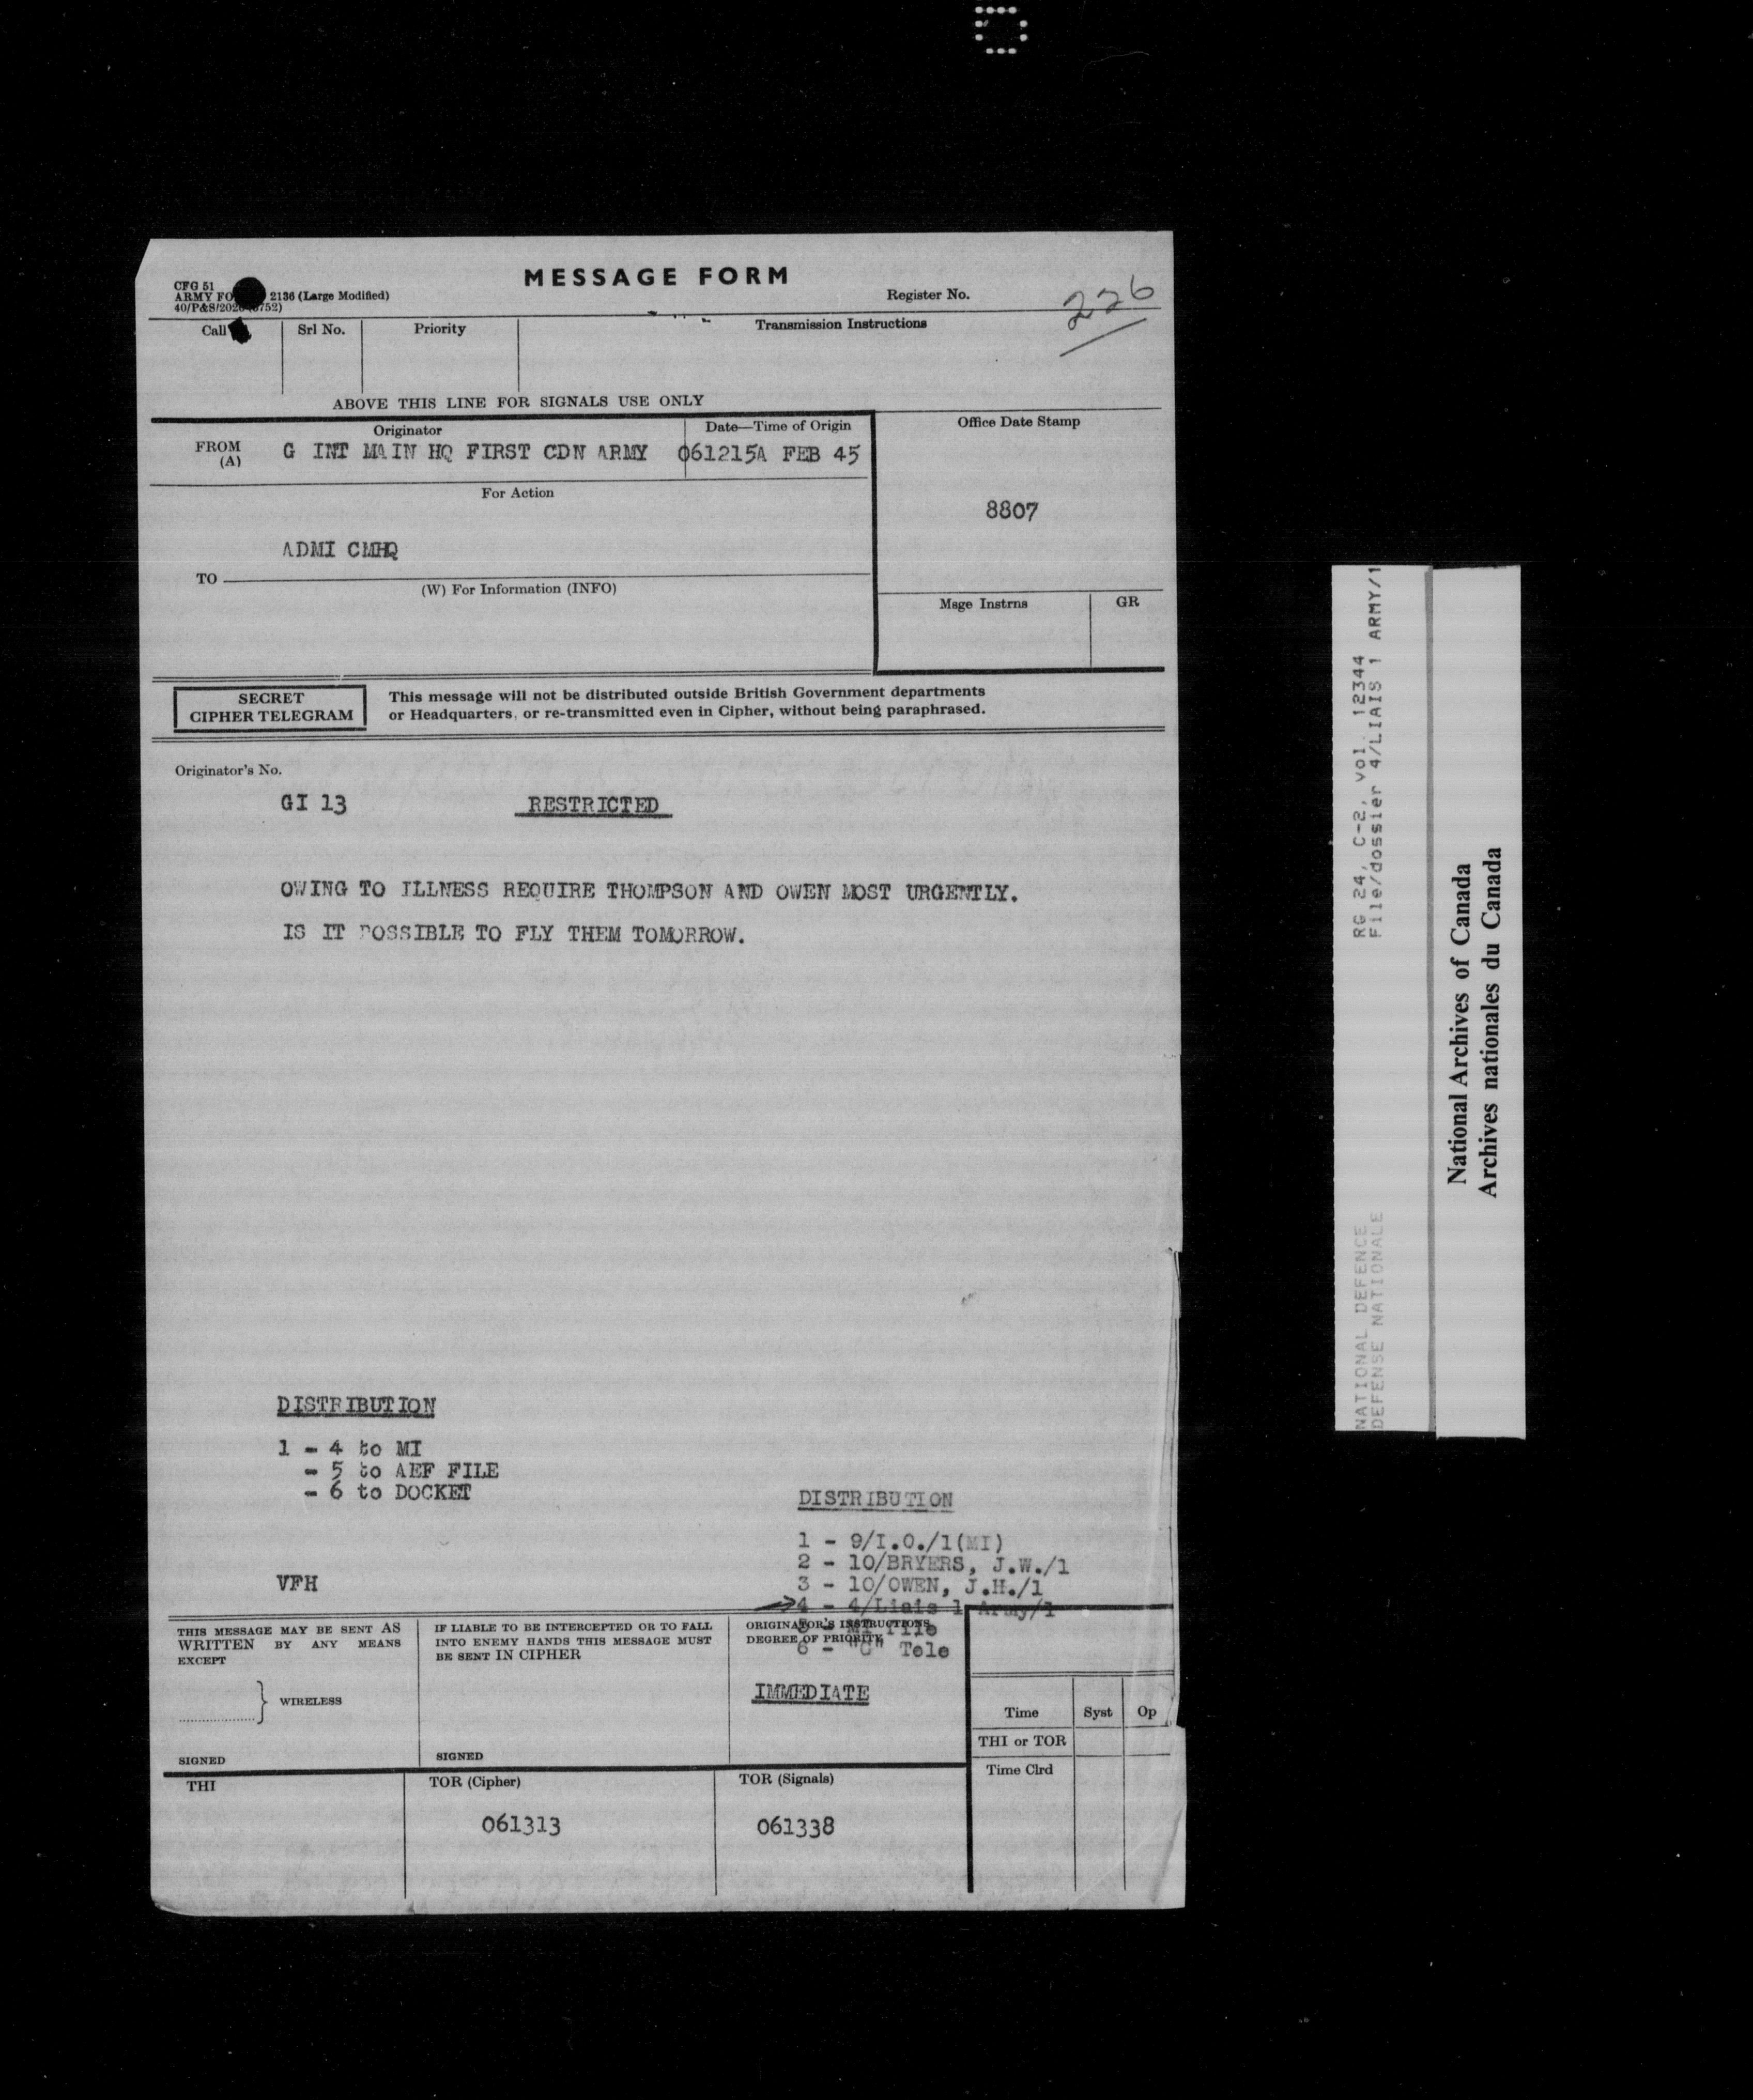 MESSAGE FORM
CFG 51
ARMY FO 2136 (Large Modified)
40/P&S/202 752)
Register No.
226
Call
Srl No.
Priority
Transmission Instructions
ABOVE THIS LINE FOR SIGNALS USE ONLY
Originator
Date—Time of Origin
Office Date Stamp
FROM
(A)
G INT MAIN HQ FIRST CDN ARMY
061215A FEB 45
For Action
8807
ADMI CMHQ
TO
(W) For Information (INFO)
Msge Instrns
GR
SECRET
CIPHER TELEGRAM
This message will not be distributed outside British Government departments
or Headquarters, or re-transmitted even in Cipher, without being paraphrased.
Originator's No.
GI 13
RESTRICTED
OWING TO ILLNESS REQUIRE THOMPSON AND OWEN MOST URGENTLY.
IS IT POSSIBLE TO FLY THEM TOMORROW.
DISTRIBUTION
1 - 4 to MI
- 5 to AEF FILE
- 6 to DOCKET
VFH
DISTRIBUTION
1 - 9/I.O./1(MI)
2 - 10/BRYERS, J.W./1
3 - 10/OWEN, J.H./1
4 - 4/Liais 1 Army/1
File
6 - "C" Tele
THIS MESSAGE MAY BE SENT AS
WRITTEN BY ANY MEANS
EXCEPT
WIRELESS
SIGNED
IF LIABLE TO BE INTERCEPTED OR TO FALL
INTO ENEMY HANDS THIS MESSAGE MUST
BE SENT IN CIPHER
SIGNED
ORIGINATOR'S INSTRUCTIONS
DEGREE OF PRIORITY
IMMEDIATE
Time
Syst
Op
THI or TOR
Time Clrd
THI
TOR (Cipher)
061313
TOR (Signals)
061338
RG 24, C-2, vol. 12344
File/dossier 4/LIAIS 1 ARMY/1
NATIONAL DEFENCE
DEFENSE NATIONALE
National Archives of Canada
Archives nationales du Canada